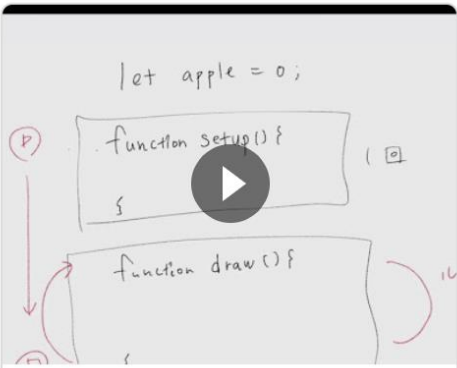 let apple = 0;
function setup(){
}
function draw(){